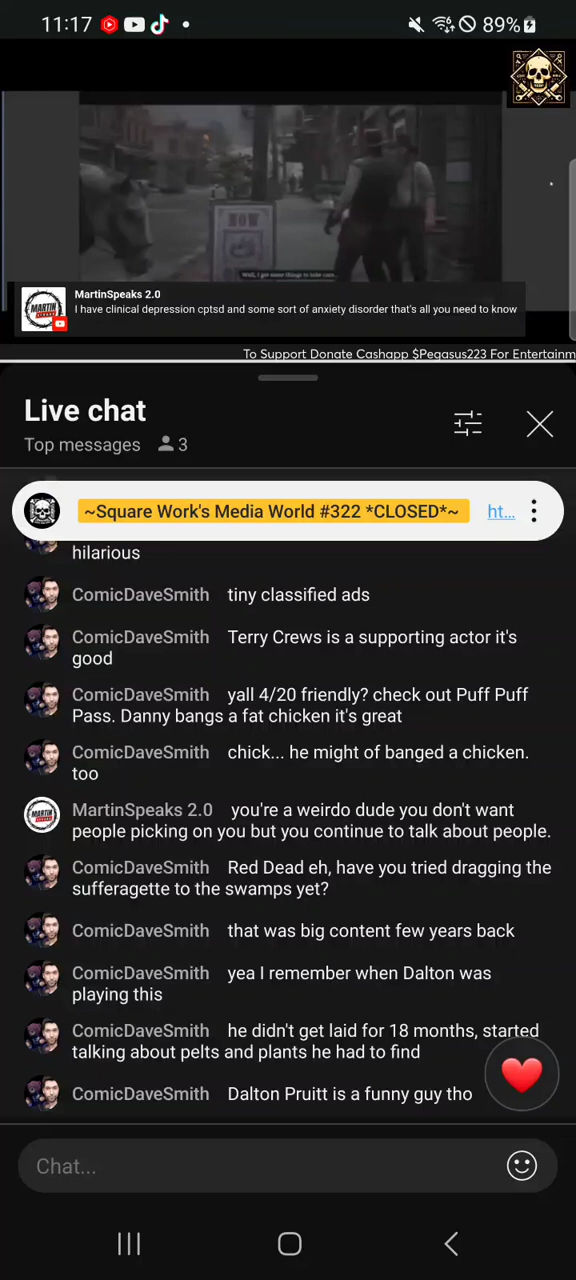 11:17
89%
NOW
MartinSpeaks 2.0
I have clinical depression cptsd and some sort of anxiety disorder that's all you need to know
To Support Donate Cashapp $Pegasus223 For Entertainm
Live chat
Top messages 3
~Square Work's Media World #322 *CLOSED*~ ht...
hilarious
ComicDaveSmith tiny classified ads
ComicDaveSmith Terry Crews is a supporting actor it's
good
ComicDaveSmith yall 4/20 friendly? check out Puff Puff
Pass. Danny bangs a fat chicken it's great
ComicDaveSmith chick... he might of banged a chicken.
too
MartinSpeaks 2.0 you're a weirdo dude you don't want
people picking on you but you continue to talk about people.
ComicDaveSmith Red Dead eh, have you tried dragging the
sufferagette to the swamps yet?
ComicDaveSmith that was big content few years back
ComicDaveSmith yea I remember when Dalton was
playing this
ComicDaveSmith he didn't get laid for 18 months, started
talking about pelts and plants he had to find
ComicDaveSmith Dalton Pruitt is a funny guy tho
Chat...